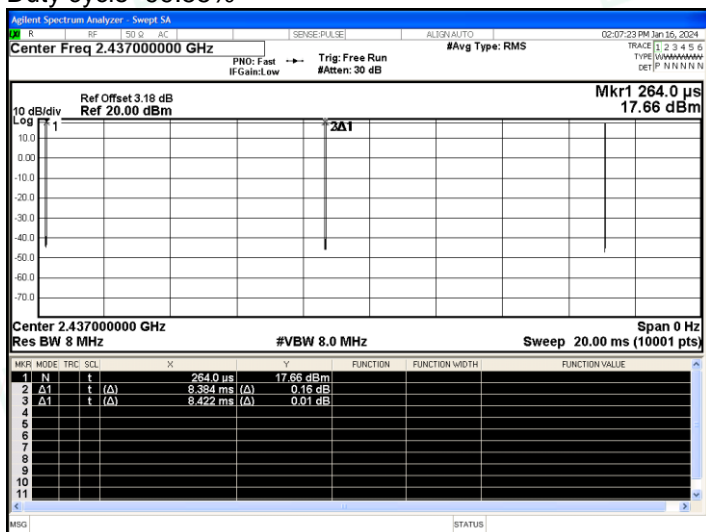 Agilent Spectrum Analyzer - Swept SA
LXI R RF 50 Ω AC SENSE:PULSE ALIGN AUTO 02:07:23 PM Jan 16, 2024
Center Freq 2.437000000 GHz #Avg Type: RMS TRACE 1 2 3 4 5 6
PNO: Fast Trig: Free Run TYPE WWWWWW
IFGain:Low #Atten: 30 dB DET P N N N N N
Mkr1 264.0 µs
Ref Offset 3.18 dB
10 dB/div Ref 20.00 dBm 17.66 dBm
Log
1 3Δ1
10.0
0.00
-10.0
-20.0
-30.0
-40.0
-50.0
-60.0
-70.0
Center 2.437000000 GHz Span 0 Hz
Res BW 8 MHz #VBW 8.0 MHz Sweep 20.00 ms (10001 pts)
MKR MODE TRC SCL X Y FUNCTION FUNCTION WIDTH FUNCTION VALUE
1 N t 264.0 µs 17.66 dBm
2 Δ1 t (Δ) 8.384 ms (Δ) 0.16 dB
3 Δ1 t (Δ) 8.422 ms (Δ) 0.01 dB
4
5
6
7
8
9
10
11
MSG STATUS